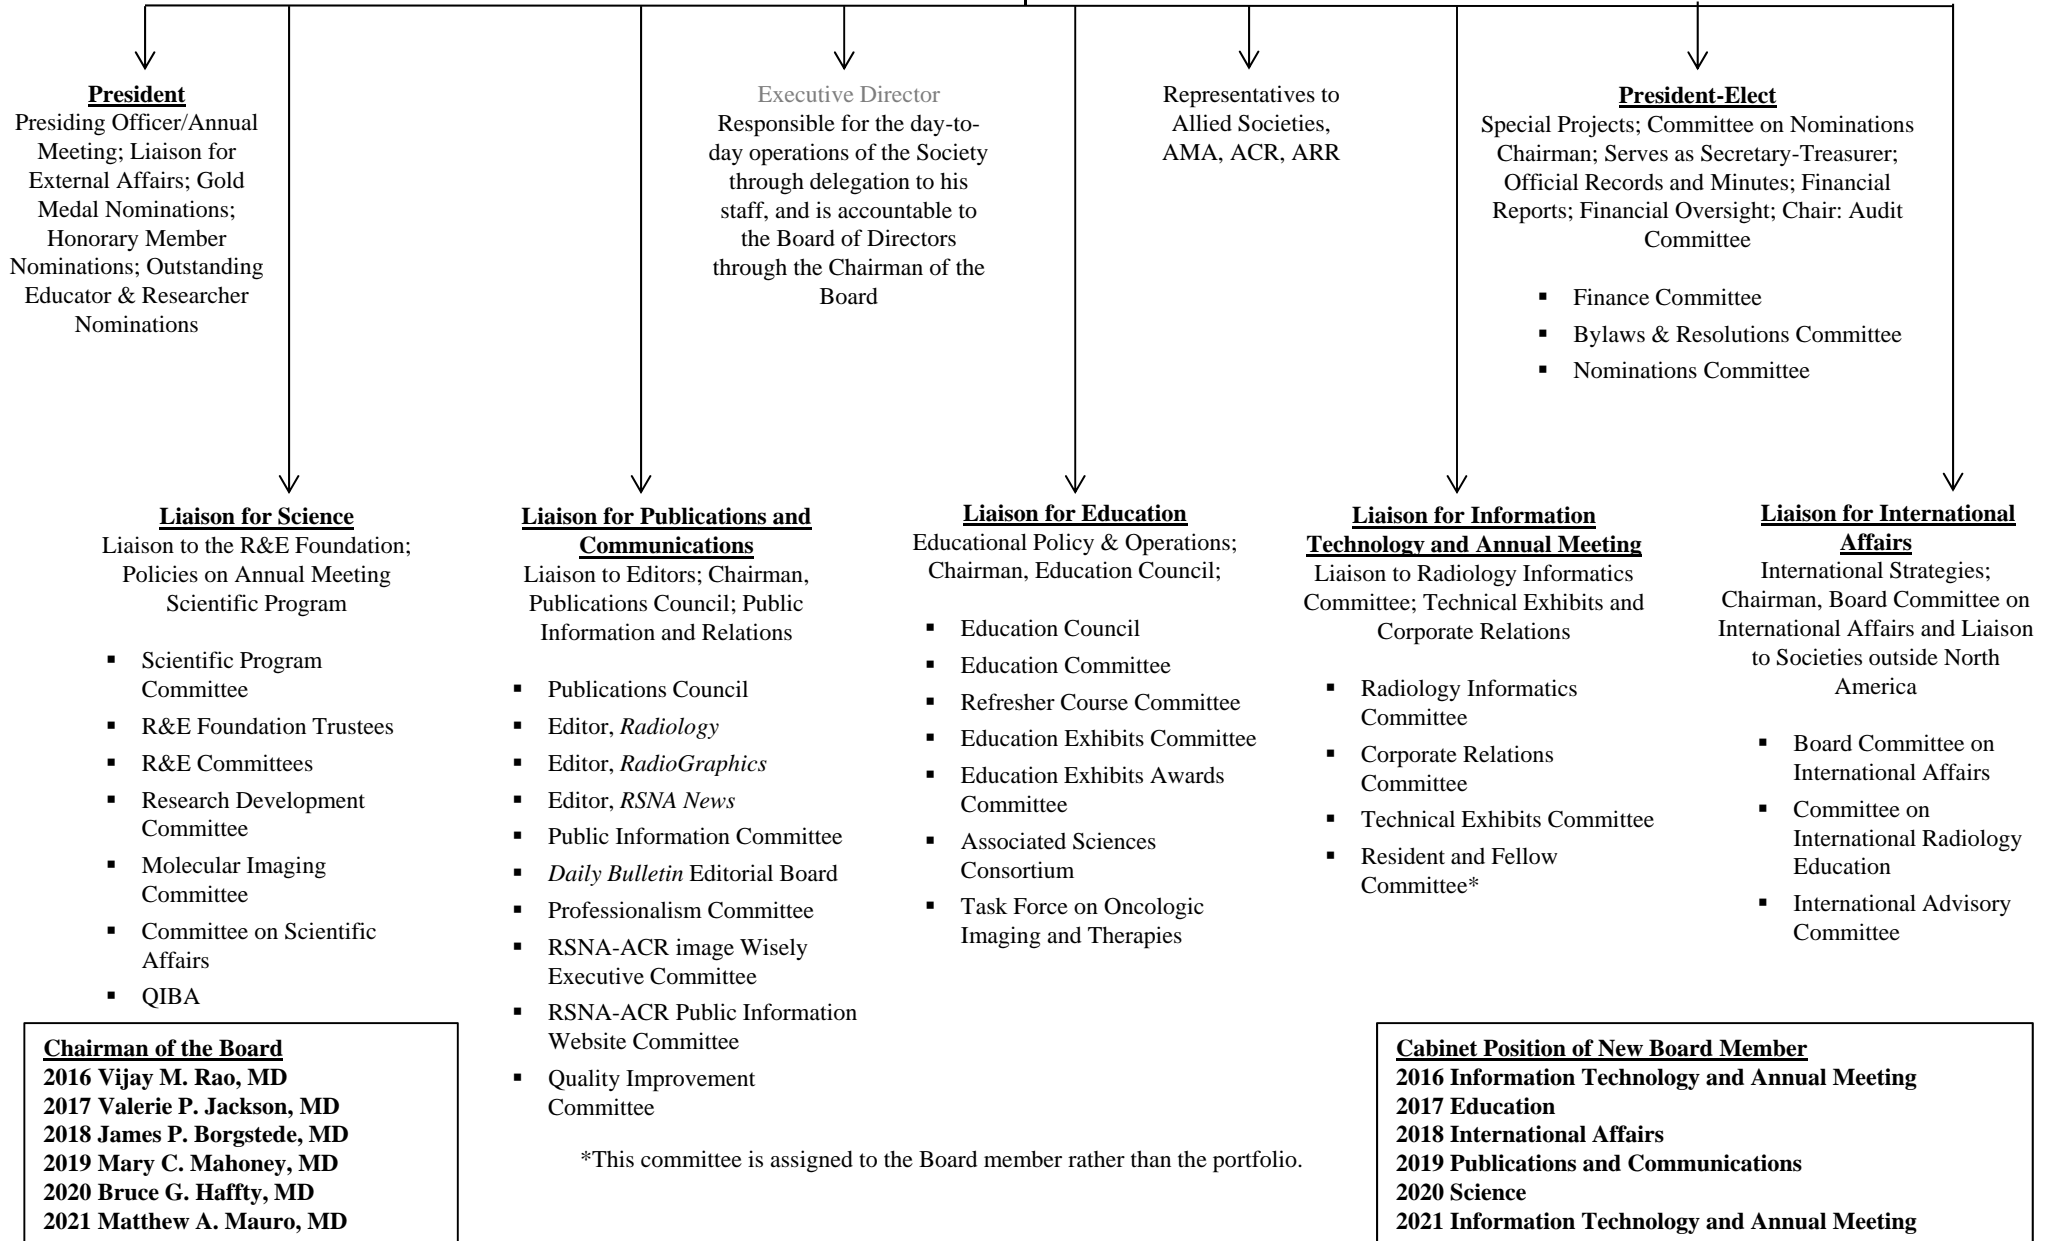 President
Presiding Officer/Annual
Meeting; Liaison for
External Affairs; Gold
Medal Nominations;
Honorary Member
Nominations; Outstanding
Educator & Researcher
Nominations
Executive Director
Responsible for the day-to-
day operations of the Society
through delegation to his
staff, and is accountable to
the Board of Directors
through the Chairman of the
Board
Representatives to
Allied Societies,
AMA, ACR, ARR
President-Elect
Special Projects; Committee on Nominations
Chairman; Serves as Secretary-Treasurer;
Official Records and Minutes; Financial
Reports; Financial Oversight; Chair: Audit
Committee
▪ Finance Committee
▪ Bylaws & Resolutions Committee
▪ Nominations Committee
Liaison for Science
Liaison to the R&E Foundation;
Policies on Annual Meeting
Scientific Program
▪ Scientific Program
Committee
▪ R&E Foundation Trustees
▪ R&E Committees
▪ Research Development
Committee
▪ Molecular Imaging
Committee
▪ Committee on Scientific
Affairs
▪ QIBA
Liaison for Publications and
Communications
Liaison to Editors; Chairman,
Publications Council; Public
Information and Relations
▪ Publications Council
▪ Editor, Radiology
▪ Editor, RadioGraphics
▪ Editor, RSNA News
▪ Public Information Committee
▪ Daily Bulletin Editorial Board
▪ Professionalism Committee
▪ RSNA-ACR image Wisely
Executive Committee
▪ RSNA-ACR Public Information
Website Committee
▪ Quality Improvement
Committee
Liaison for Education
Educational Policy & Operations;
Chairman, Education Council;
▪ Education Council
▪ Education Committee
▪ Refresher Course Committee
▪ Education Exhibits Committee
▪ Education Exhibits Awards
Committee
▪ Associated Sciences
Consortium
▪ Task Force on Oncologic
Imaging and Therapies
Liaison for Information
Technology and Annual Meeting
Liaison to Radiology Informatics
Committee; Technical Exhibits and
Corporate Relations
▪ Radiology Informatics
Committee
▪ Corporate Relations
Committee
▪ Technical Exhibits Committee
▪ Resident and Fellow
Committee*
Liaison for International
Affairs
International Strategies;
Chairman, Board Committee on
International Affairs and Liaison
to Societies outside North
America
▪ Board Committee on
International Affairs
▪ Committee on
International Radiology
Education
▪ International Advisory
Committee
Chairman of the Board
2016 Vijay M. Rao, MD
2017 Valerie P. Jackson, MD
2018 James P. Borgstede, MD
2019 Mary C. Mahoney, MD
2020 Bruce G. Haffty, MD
2021 Matthew A. Mauro, MD
*This committee is assigned to the Board member rather than the portfolio.
Cabinet Position of New Board Member
2016 Information Technology and Annual Meeting
2017 Education
2018 International Affairs
2019 Publications and Communications
2020 Science
2021 Information Technology and Annual Meeting